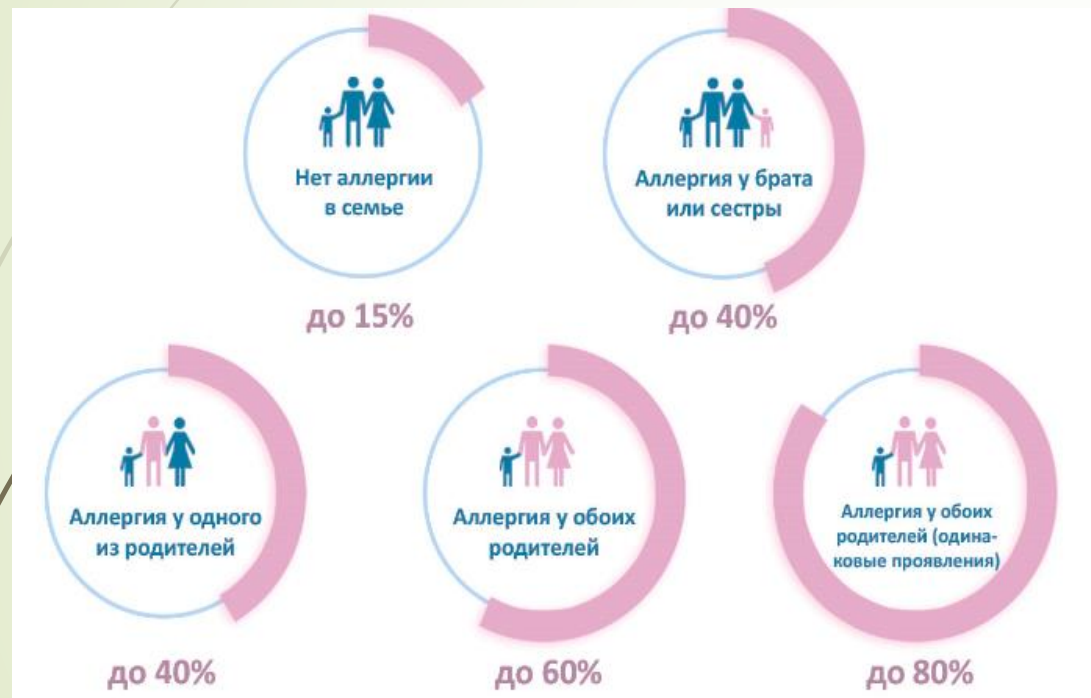 Нет аллергии
в семье
до 15%
Аллергия у брата
или сестры
до 40%
Аллергия у одного
из родителей
до 40%
Аллергия у обоих
родителей
до 60%
Аллергия у обоих
родителей (одина-
ковые проявления)
до 80%